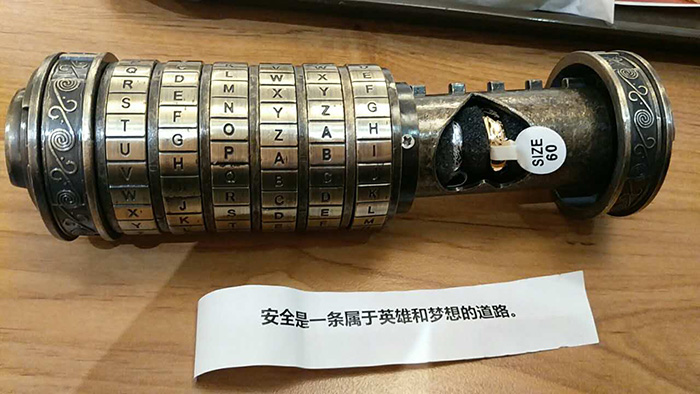 Q D L W X E
R E M X Y F
S F N Y Z G
T G O Z A H
U H P A B I
V I Q B C J
W J R C D K
X K S D E L
SIZE
60
安全是一条属于英雄和梦想的道路。